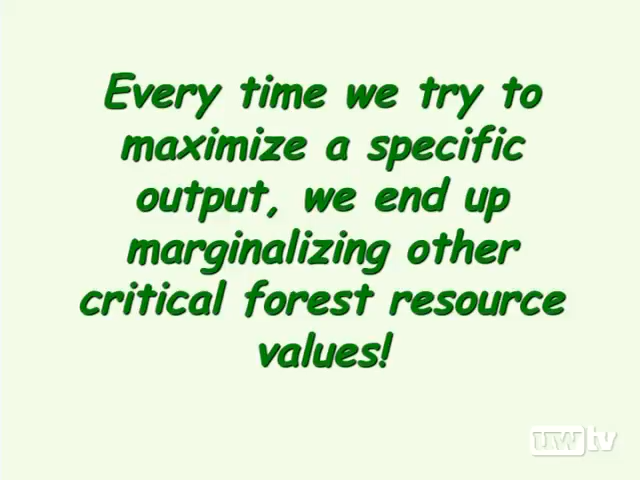 Every time we try to
maximize a specific
output, we end up
marginalizing other
critical forest resource
values!
uwtv